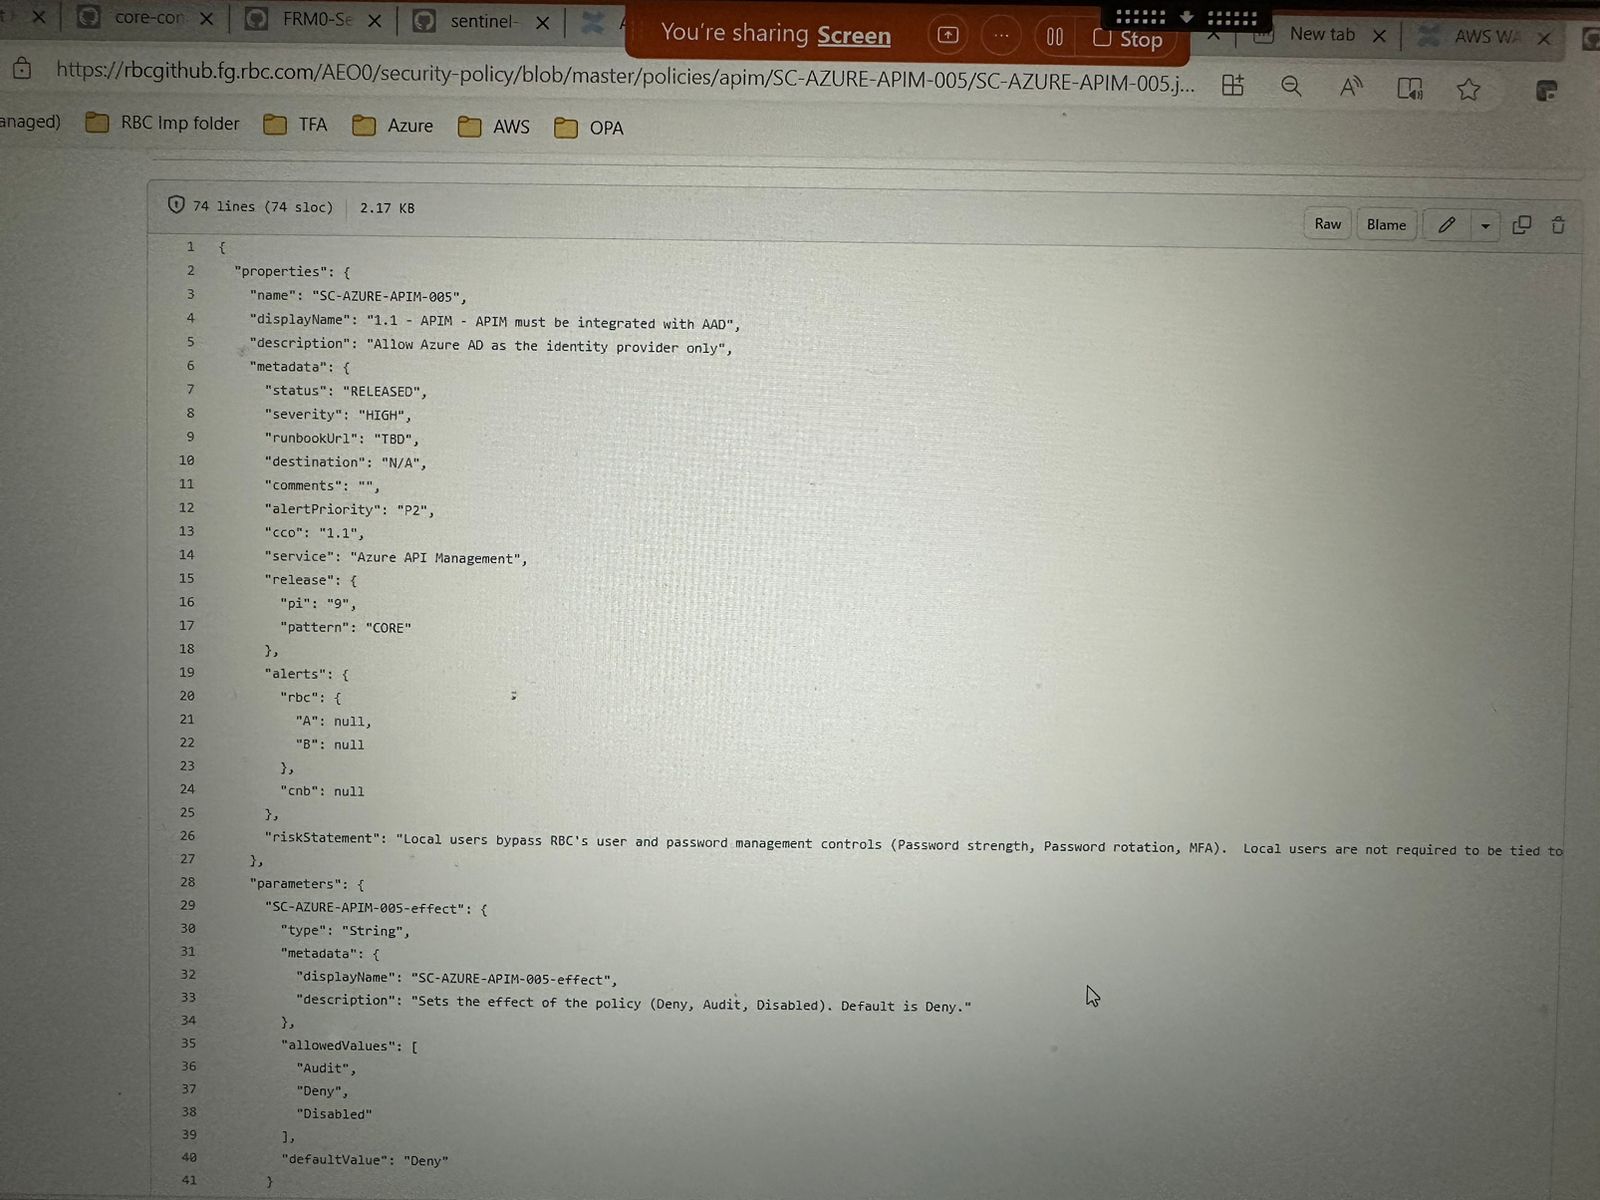 core-con
FRM0-Se
sentinel-
You're sharing Screen
Stop
New tab
AWS WA
https://rbcgithub.fg.rbc.com/AEO0/security-policy/blob/master/policies/apim/SC-AZURE-APIM-005/SC-AZURE-APIM-005.j...
anaged)
RBC Imp folder
TFA
Azure
AWS
OPA
74 lines (74 sloc) 2.17 KB
Raw
Blame
1 {
2 "properties": {
3 "name": "SC-AZURE-APIM-005",
4 "displayName": "1.1 - APIM - APIM must be integrated with AAD",
5 "description": "Allow Azure AD as the identity provider only",
6 "metadata": {
7 "status": "RELEASED",
8 "severity": "HIGH",
9 "runbookUrl": "TBD",
10 "destination": "N/A",
11 "comments": "",
12 "alertPriority": "P2",
13 "cco": "1.1",
14 "service": "Azure API Management",
15 "release": {
16 "pi": "9",
17 "pattern": "CORE"
18 },
19 "alerts": {
20 "rbc": {
21 "A": null,
22 "B": null
23 },
24 "cnb": null
25 },
26 "riskStatement": "Local users bypass RBC's user and password management controls (Password strength, Password rotation, MFA).  Local users are not required to be tied to
27 },
28 "parameters": {
29 "SC-AZURE-APIM-005-effect": {
30 "type": "String",
31 "metadata": {
32 "displayName": "SC-AZURE-APIM-005-effect",
33 "description": "Sets the effect of the policy (Deny, Audit, Disabled). Default is Deny."
34 },
35 "allowedValues": [
36 "Audit",
37 "Deny",
38 "Disabled"
39 ],
40 "defaultValue": "Deny"
41 }